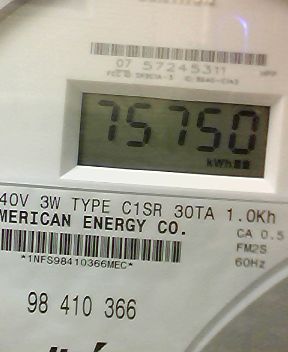 07 57245311
75750
kWh
40V 3W TYPE C1SR 30TA 1.0Kh
MERICAN ENERGY CO.
CA 0.5
FM2S
60Hz
*1NFS98410366MEC*
98 410 366